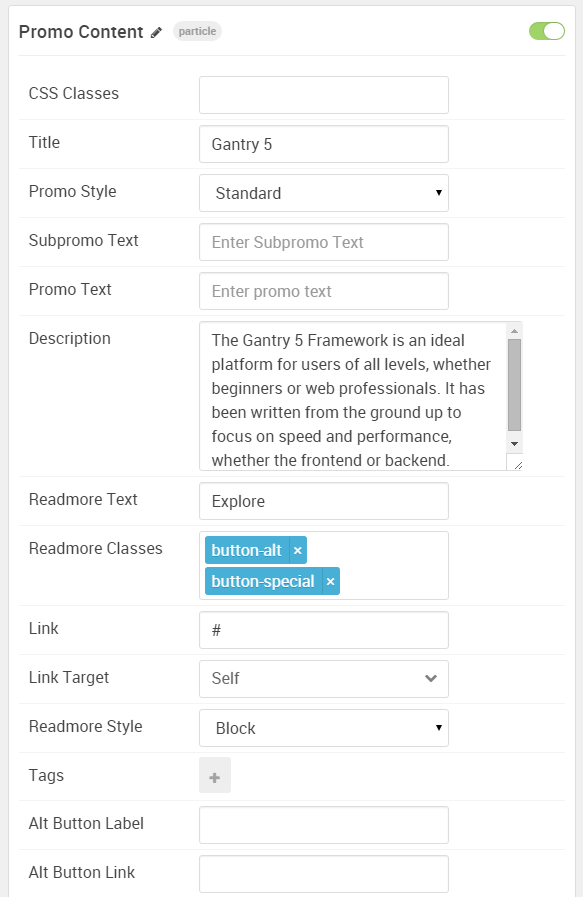 Promo Content particle
CSS Classes
Title Gantry 5
Promo Style Standard
Subpromo Text Enter Subpromo Text
Promo Text Enter promo text
Description The Gantry 5 Framework is an ideal
platform for users of all levels, whether
beginners or web professionals. It has
been written from the ground up to
focus on speed and performance,
whether the frontend or backend.
Readmore Text Explore
Readmore Classes button-alt ×
button-special ×
Link #
Link Target Self
Readmore Style Block
Tags +
Alt Button Label
Alt Button Link